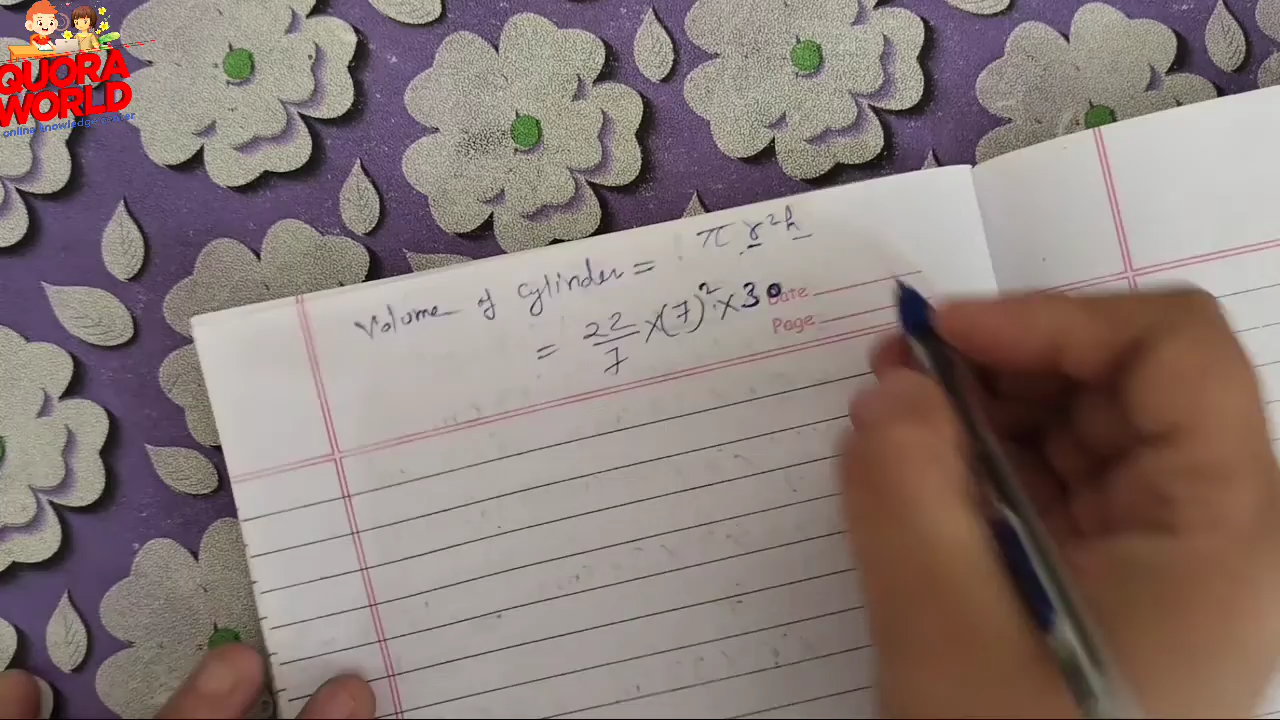 QUORA
WORLD
online knowledge center
Volume of cylinder = πr²h
= 22/7 ×(7)²×30
Date
Page